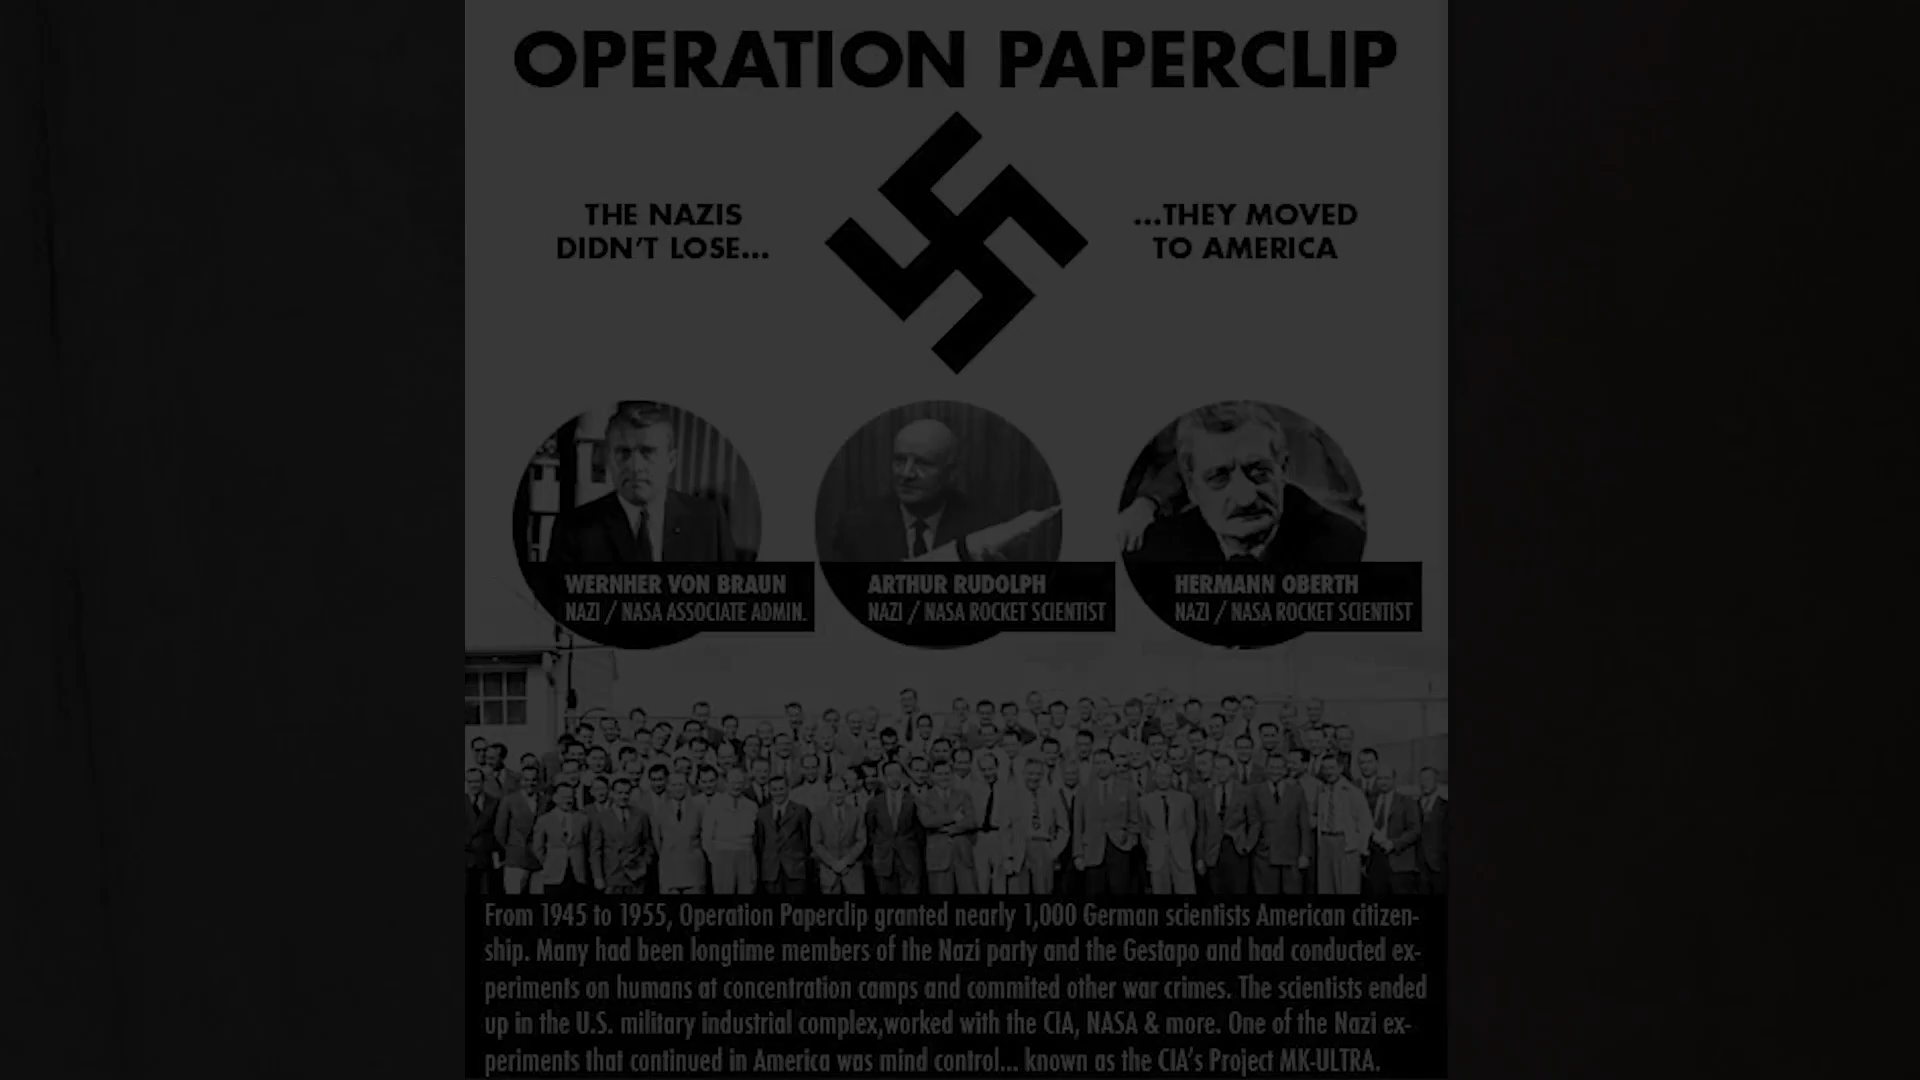 OPERATION PAPERCLIP
THE NAZIS
DIDN'T LOSE...
...THEY MOVED
TO AMERICA
WERNHER VON BRAUN
NAZI / NASA ASSOCIATE ADMIN.
ARTHUR RUDOLPH
NAZI / NASA ROCKET SCIENTIST
HERMANN OBERTH
NAZI / NASA ROCKET SCIENTIST
From 1945 to 1955, Operation Paperclip granted nearly 1,000 German scientists American citizen-
ship. Many had been longtime members of the Nazi party and the Gestapo and had conducted ex-
periments on humans at concentration camps and commited other war crimes. The scientists ended
up in the U.S. military industrial complex,worked with the CIA, NASA & more. One of the Nazi ex-
periments that continued in America was mind control... known as the CIA's Project MK-ULTRA.